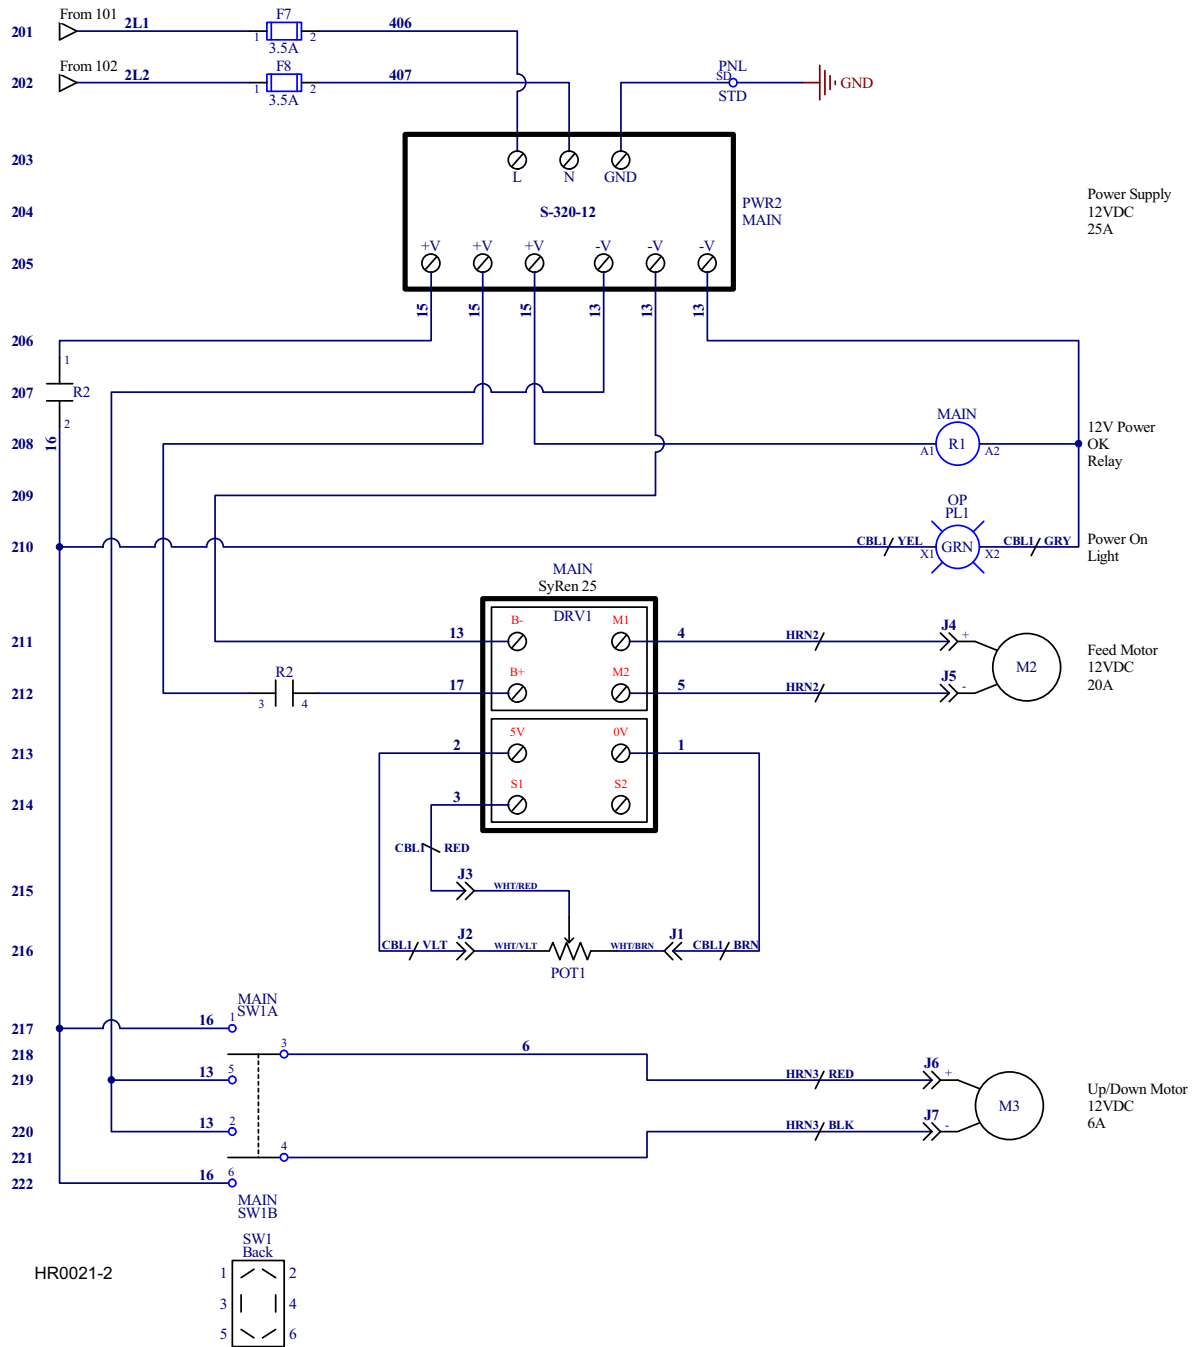 201 From 101 2L1 1 F7 2 406
3.5A
202 From 102 2L2 1 F8 2 407 PNL
SD
STD
GND
3.5A
203
L N GND
204 S-320-12 PWR2
MAIN
Power Supply
12VDC
25A
+V +V +V -V -V -V
205
15 15 15 13 13 13
206
1
207 R2
2
16
208 MAIN
A1 R1 A2
12V Power
OK
Relay
209
OP
PL1
210 CBL1 YEL X1 GRN X2 CBL1 GRY
Power On
Light
MAIN
SyRen 25
DRV1
B- M1
211 13 4 HRN2 J4 +
B+ M2
R2
212 3 4 17 5 HRN2 J5 -
M2
Feed Motor
12VDC
20A
5V 0V
213 2 1
S1 S2
214 3
CBL1 RED
J3
215 WHT/RED
216 CBL1 VLT J2 WHT/VLT WHT/BRN J1 CBL1 BRN
POT1
MAIN
SW1A
217 16 1
218 3 6
219 13 5 HRN3 RED J6 +
M3
Up/Down Motor
12VDC
6A
220 13 2 HRN3 BLK J7 -
221 4
222 16 6
MAIN
SW1B
SW1
Back
HR0021-2
1 2
3 4
5 6